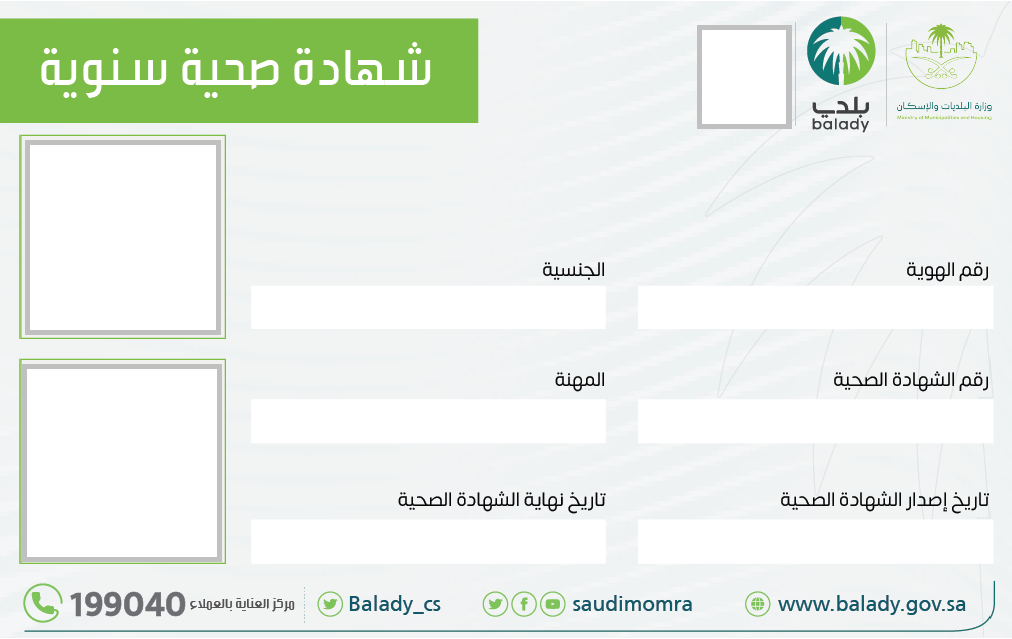 شهادة صحية سنوية
بلدي
balady
وزارة البلديات والإسكان
Ministry of Municipalities and Housing
رقم الهوية
الجنسية
رقم الشهادة الصحية
المهنة
تاريخ إصدار الشهادة الصحية
تاريخ نهاية الشهادة الصحية
199040 مركز العناية بالعملاء
Balady_cs
saudimomra
www.balady.gov.sa